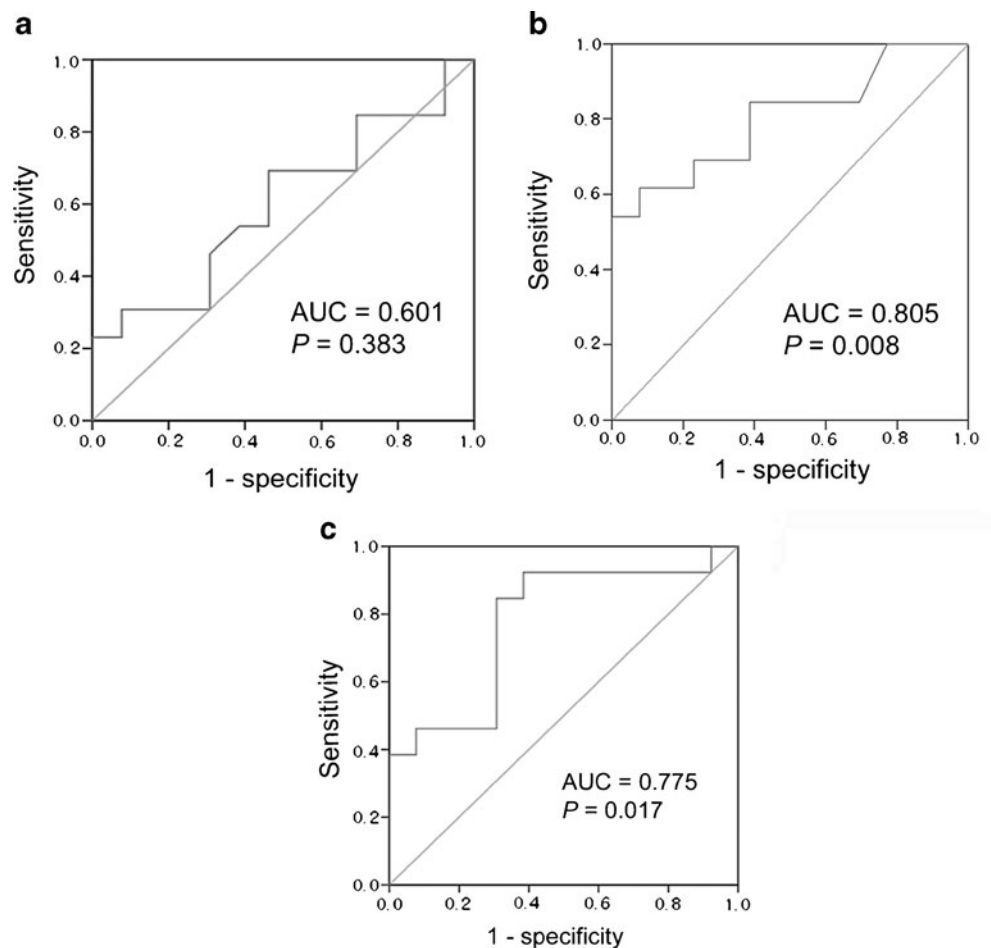 a
1.0
0.8
0.6
0.4
0.2
0.0
Sensitivity
AUC = 0.601
P = 0.383
0.0 0.2 0.4 0.6 0.8 1.0
1 - specificity
b
1.0
0.8
0.6
0.4
0.2
0.0
Sensitivity
AUC = 0.805
P = 0.008
0.0 0.2 0.4 0.6 0.8 1.0
1 - specificity
c
1.0
0.8
0.6
0.4
0.2
0.0
Sensitivity
AUC = 0.775
P = 0.017
0.0 0.2 0.4 0.6 0.8 1.0
1 - specificity